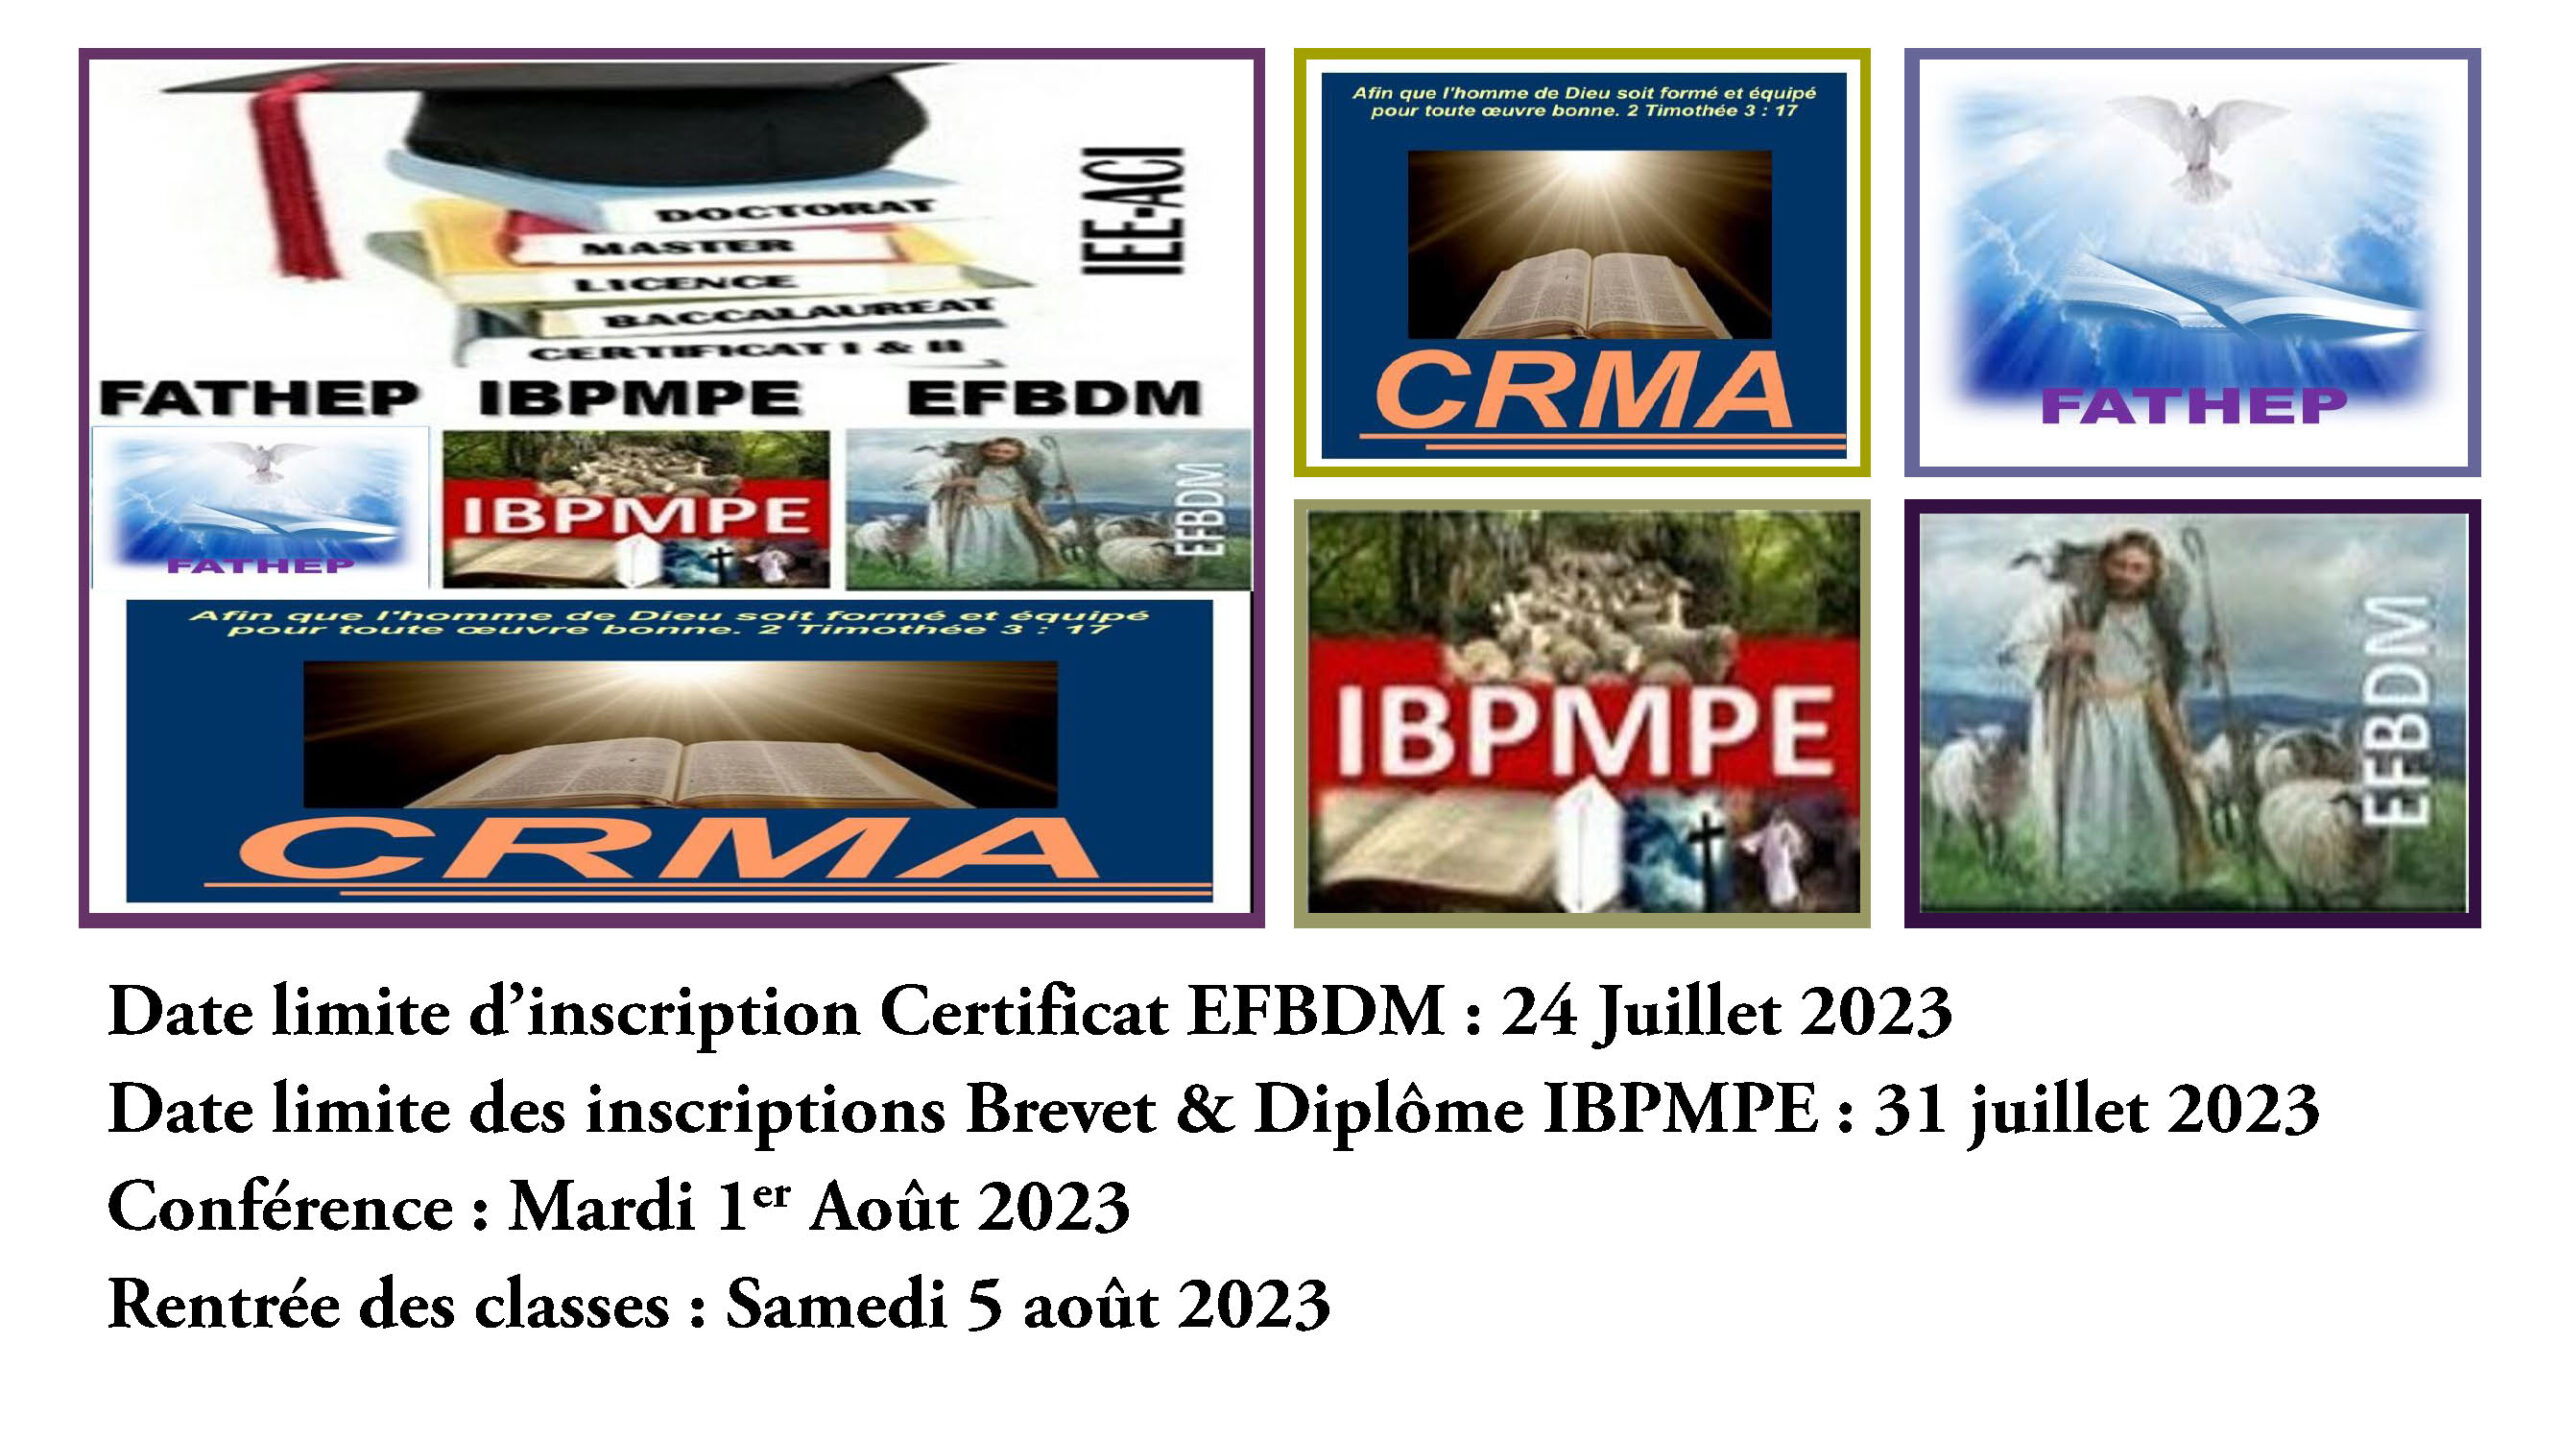 DOCTORAT
MASTER
LICENCE
BACCALAUREAT
CERTIFICAT I & II
IEE-ACI
FATHEP IBPMPE EFBDM
FATHEP
IBPMPE
EFBDM
Afin que l'homme de Dieu soit formé et équipé
pour toute œuvre bonne. 2 Timothée 3 : 17
CRMA
Afin que l'homme de Dieu soit formé et équipé
pour toute œuvre bonne. 2 Timothée 3 : 17
CRMA
FATHEP
IBPMPE
EFBDM
Date limite d’inscription Certificat EFBDM : 24 Juillet 2023
Date limite des inscriptions Brevet & Diplôme IBPMPE : 31 juillet 2023
Conférence : Mardi 1er Août 2023
Rentrée des classes : Samedi 5 août 2023